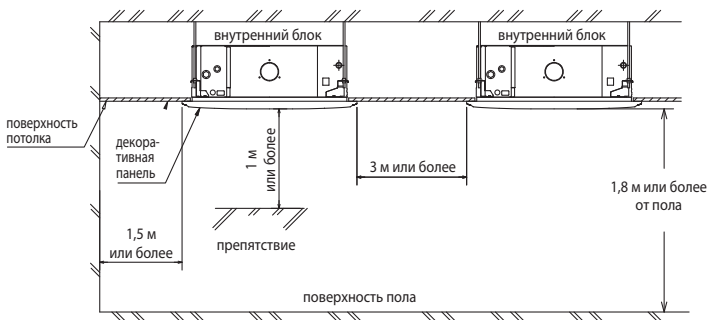 внутренний блок
внутренний блок
поверхность
потолка
декора-
тивная
панель
1 м
или более
3 м или более
1,8 м или более
от пола
1,5 м
или более
препятствие
поверхность пола